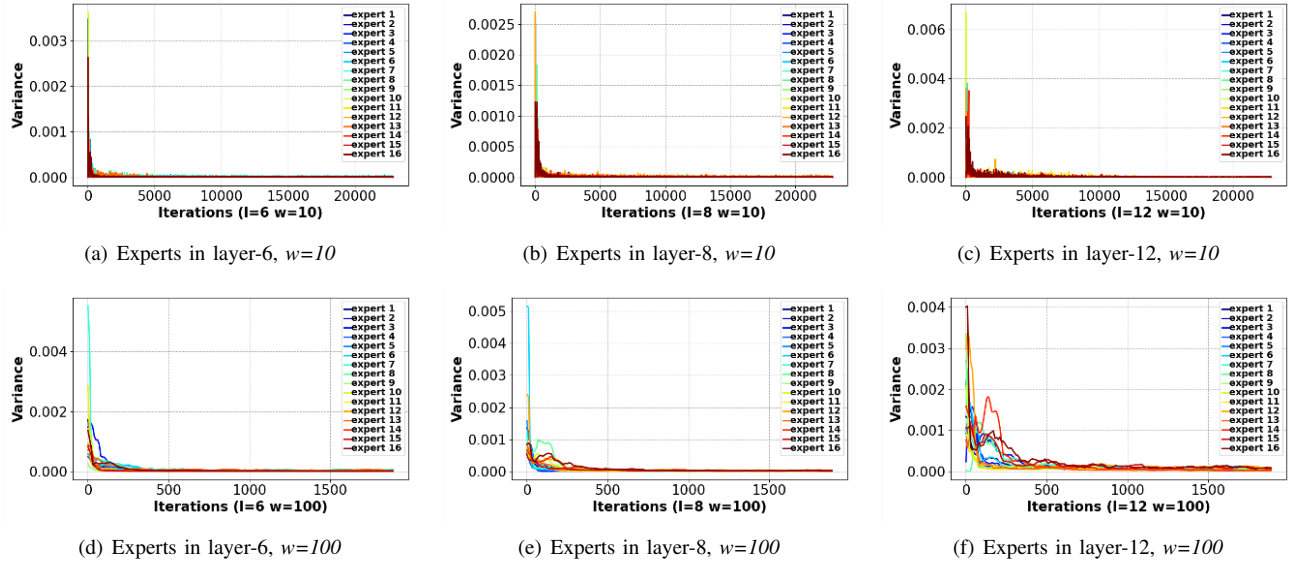 Variance
0.003
0.002
0.001
0.000
expert 1
expert 2
expert 3
expert 4
expert 5
expert 6
expert 7
expert 8
expert 9
expert 10
expert 11
expert 12
expert 13
expert 14
expert 15
expert 16
0 5000 10000 15000 20000
Iterations (l=6 w=10)
(a) Experts in layer-6, w=10
Variance
0.0025
0.0020
0.0015
0.0010
0.0005
0.0000
expert 1
expert 2
expert 3
expert 4
expert 5
expert 6
expert 7
expert 8
expert 9
expert 10
expert 11
expert 12
expert 13
expert 14
expert 15
expert 16
0 5000 10000 15000 20000
Iterations (l=8 w=10)
(b) Experts in layer-8, w=10
Variance
0.006
0.004
0.002
0.000
expert 1
expert 2
expert 3
expert 4
expert 5
expert 6
expert 7
expert 8
expert 9
expert 10
expert 11
expert 12
expert 13
expert 14
expert 15
expert 16
0 5000 10000 15000 20000
Iterations (l=12 w=10)
(c) Experts in layer-12, w=10
Variance
0.004
0.002
0.000
expert 1
expert 2
expert 3
expert 4
expert 5
expert 6
expert 7
expert 8
expert 9
expert 10
expert 11
expert 12
expert 13
expert 14
expert 15
expert 16
0 500 1000 1500
Iterations (l=6 w=100)
(d) Experts in layer-6, w=100
Variance
0.005
0.004
0.003
0.002
0.001
0.000
expert 1
expert 2
expert 3
expert 4
expert 5
expert 6
expert 7
expert 8
expert 9
expert 10
expert 11
expert 12
expert 13
expert 14
expert 15
expert 16
0 500 1000 1500
Iterations (l=8 w=100)
(e) Experts in layer-8, w=100
Variance
0.004
0.003
0.002
0.001
0.000
expert 1
expert 2
expert 3
expert 4
expert 5
expert 6
expert 7
expert 8
expert 9
expert 10
expert 11
expert 12
expert 13
expert 14
expert 15
expert 16
0 500 1000 1500
Iterations (l=12 w=100)
(f) Experts in layer-12, w=100